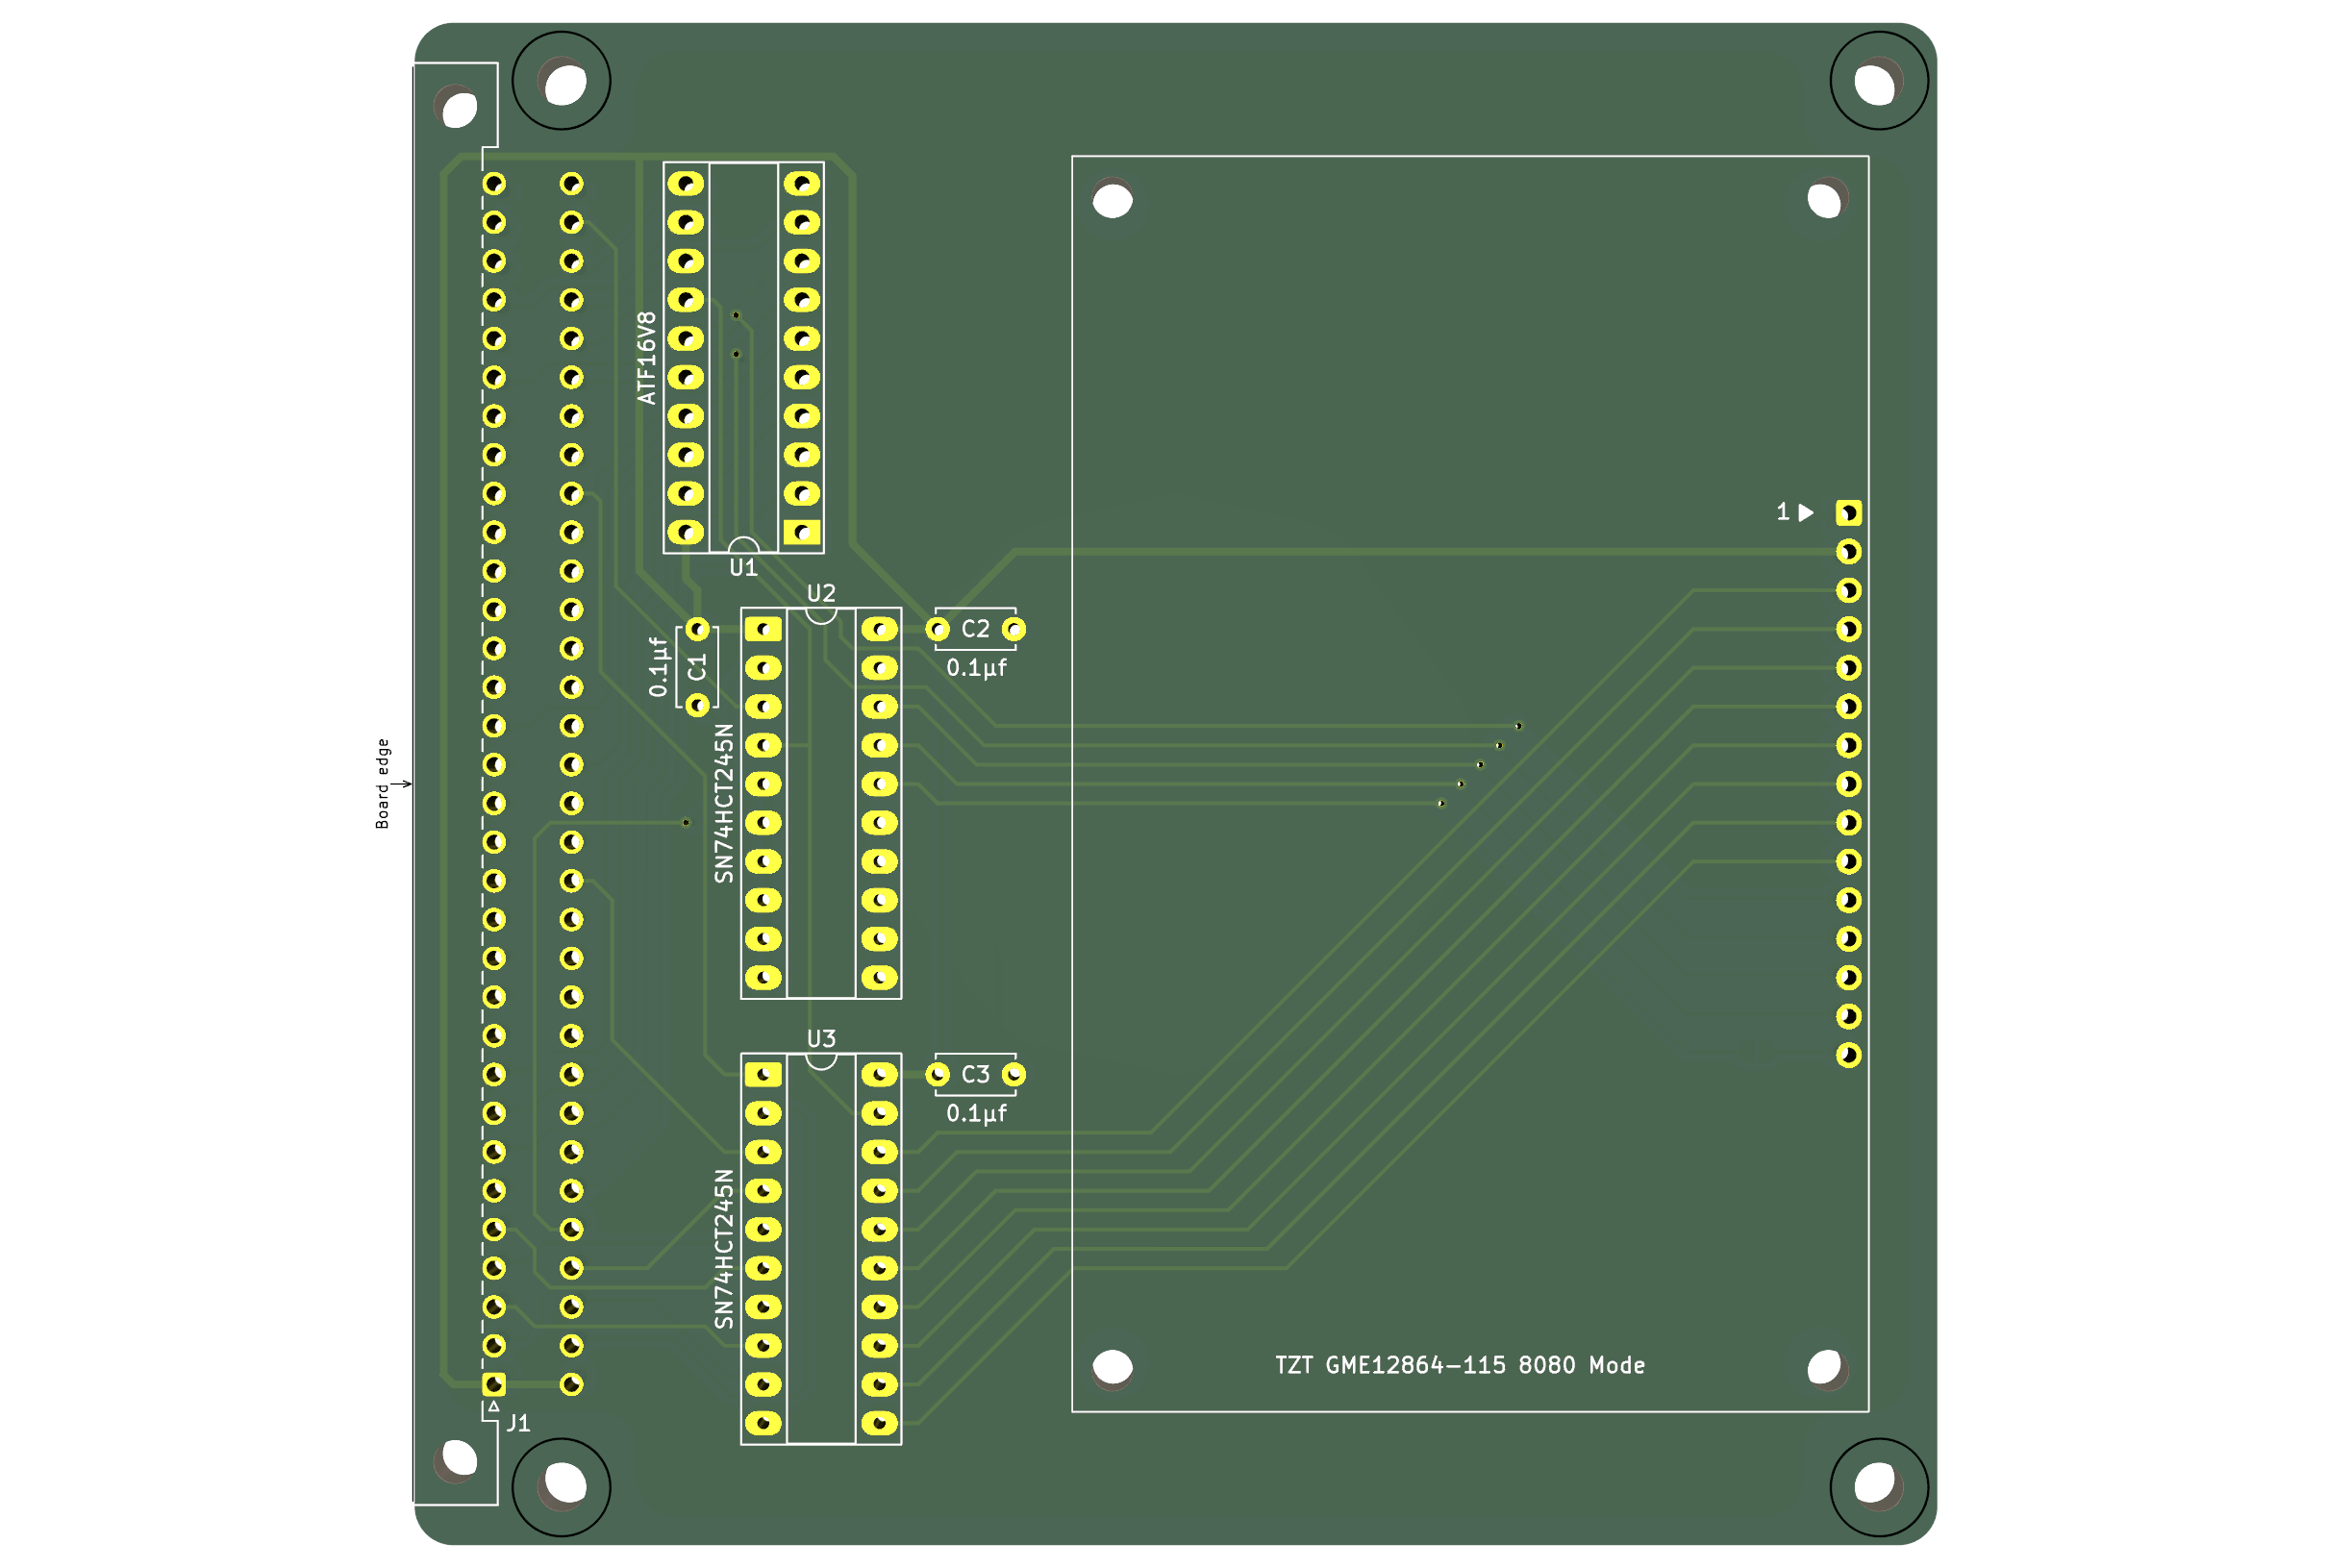 ATF16V8
U1
U2
1
C2
0.1µf
C1
0.1µf
SN74HCT245N
Board edge
U3
C3
0.1µf
SN74HCT245N
TZT GME12864-115 8080 Mode
J1